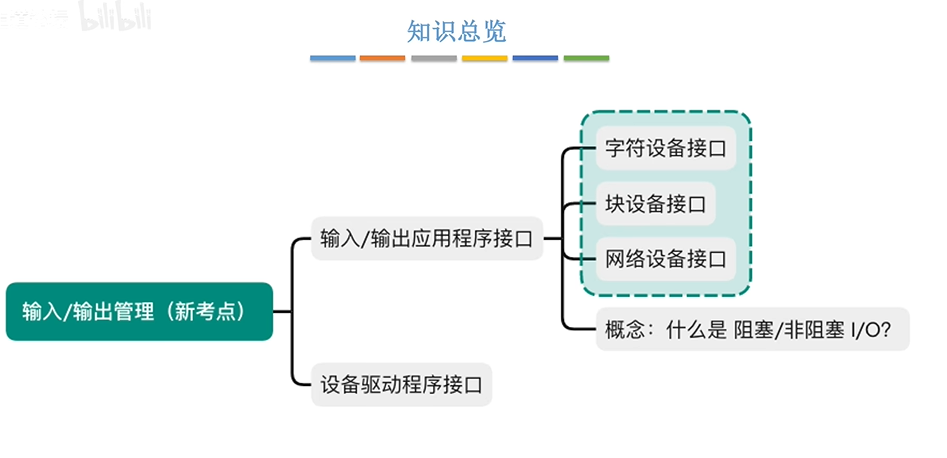 bilibili
知识总览
字符设备接口
块设备接口
输入/输出应用程序接口
网络设备接口
输入/输出管理（新考点）
概念：什么是 阻塞/非阻塞 I/O?
设备驱动程序接口